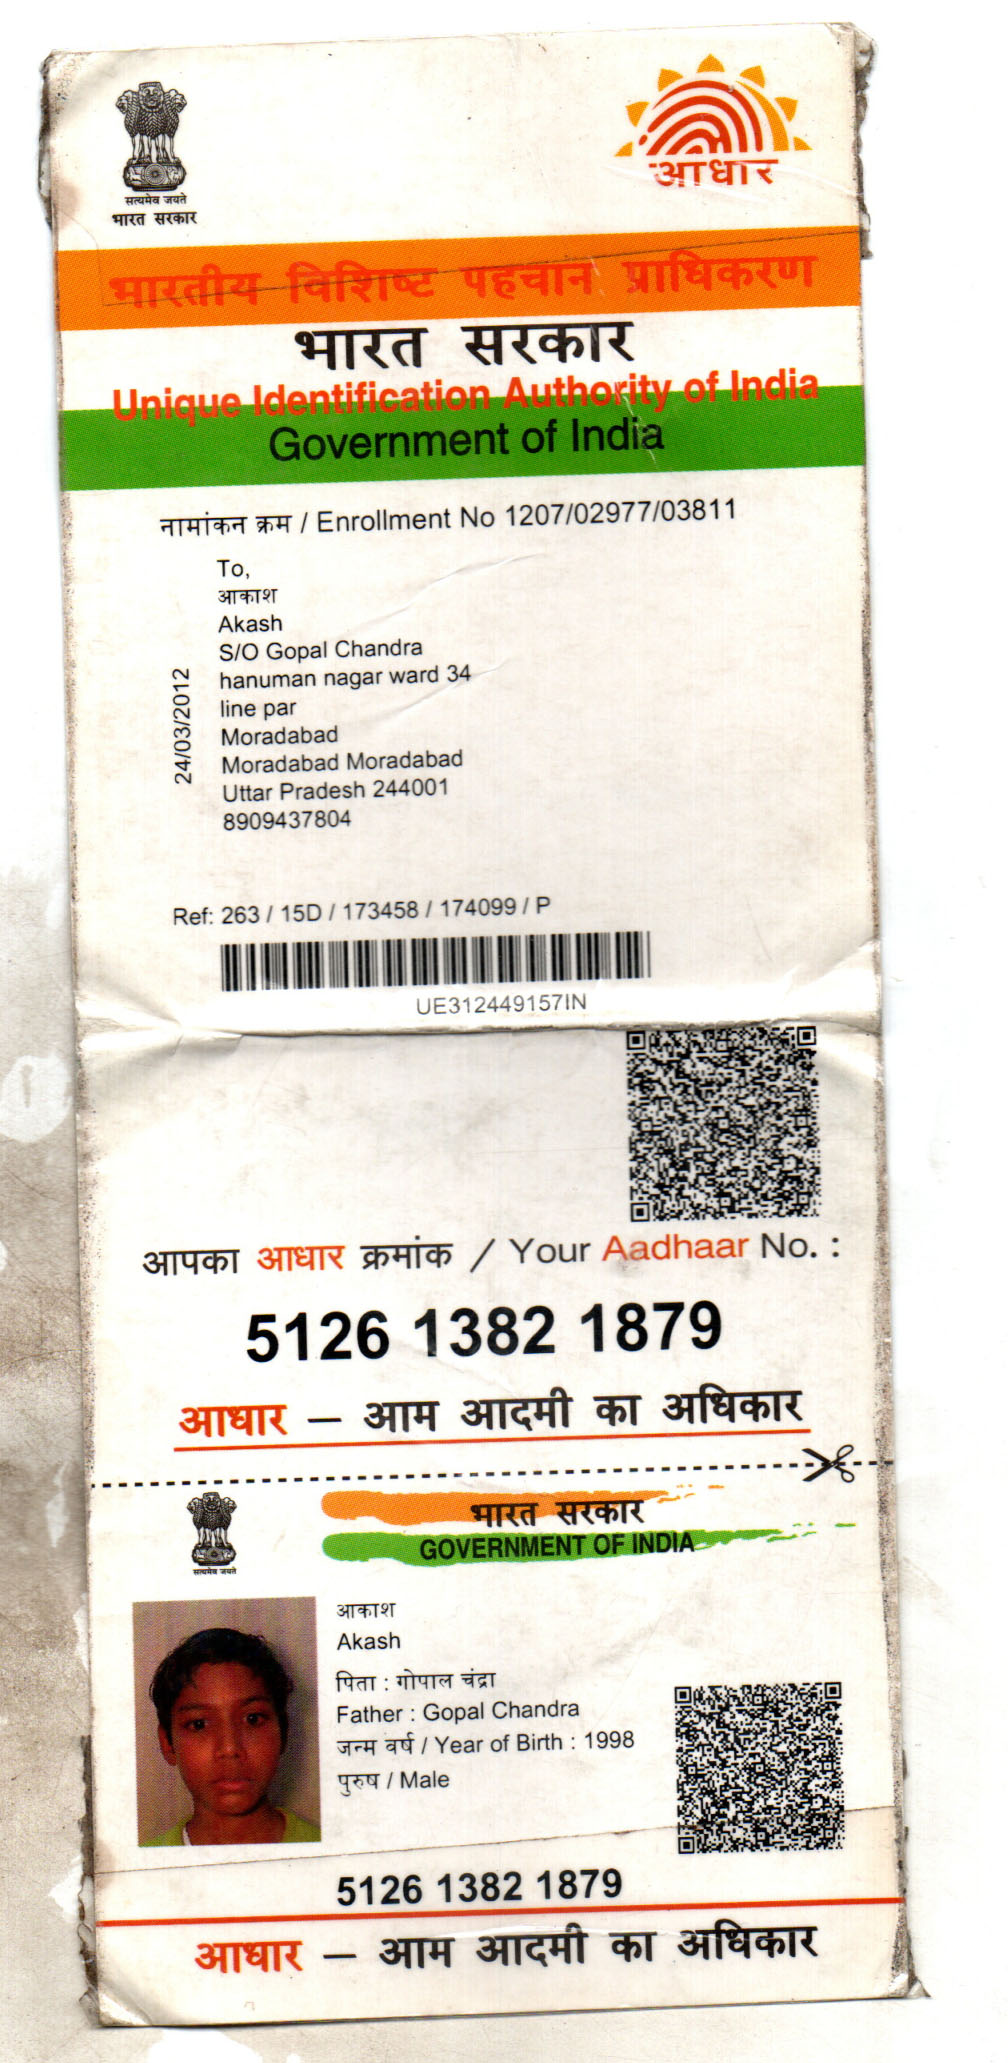 सत्यमेव जयते
भारत सरकार
आधार
भारतीय विशिष्ट पहचान प्राधिकरण
भारत सरकार
Unique Identification Authority of India
Government of India
नामांकन क्रम / Enrollment No 1207/02977/03811
To,
आकाश
Akash
S/O Gopal Chandra
hanuman nagar ward 34
line par
Moradabad
Moradabad Moradabad
Uttar Pradesh 244001
8909437804
24/03/2012
Ref: 263 / 15D / 173458 / 174099 / P
UE312449157IN
आपका आधार क्रमांक / Your Aadhaar No. :
5126 1382 1879
आधार – आम आदमी का अधिकार
भारत सरकार
GOVERNMENT OF INDIA
सत्यमेव जयते
आकाश
Akash
पिता : गोपाल चंद्रा
Father : Gopal Chandra
जन्म वर्ष / Year of Birth : 1998
पुरुष / Male
5126 1382 1879
आधार – आम आदमी का अधिकार